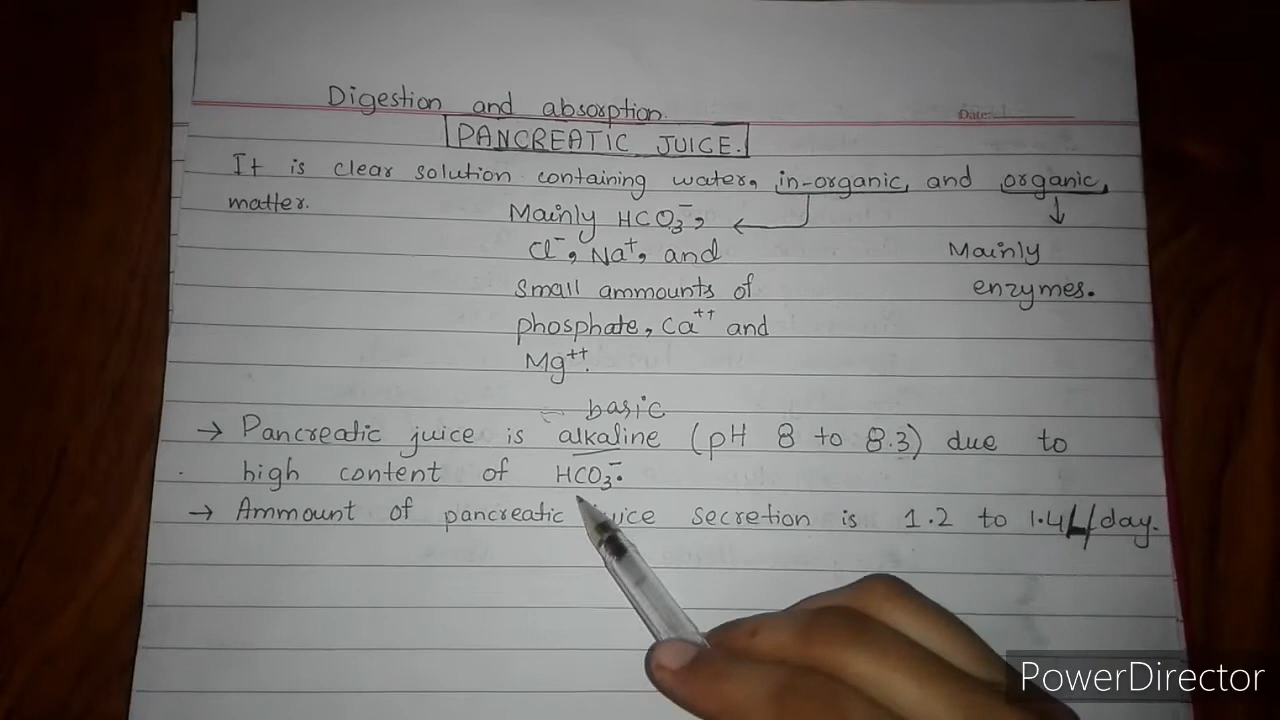 Digestion and absorption.
Date:
PANCREATIC JUICE.
It is clear solution containing water, in-organic, and organic,
matter.
Mainly HCO₃⁻,
Cl⁻, Na⁺, and
small ammounts of
phosphate, Ca⁺⁺ and
Mg⁺⁺.
Mainly
enzymes.
basic
→ Pancreatic juice is alkaline (pH 8 to 8.3) due to
high content of HCO₃⁻.
→ Ammount of pancreatic secretion is 1.2 to 1.4L/day.
PowerDirector